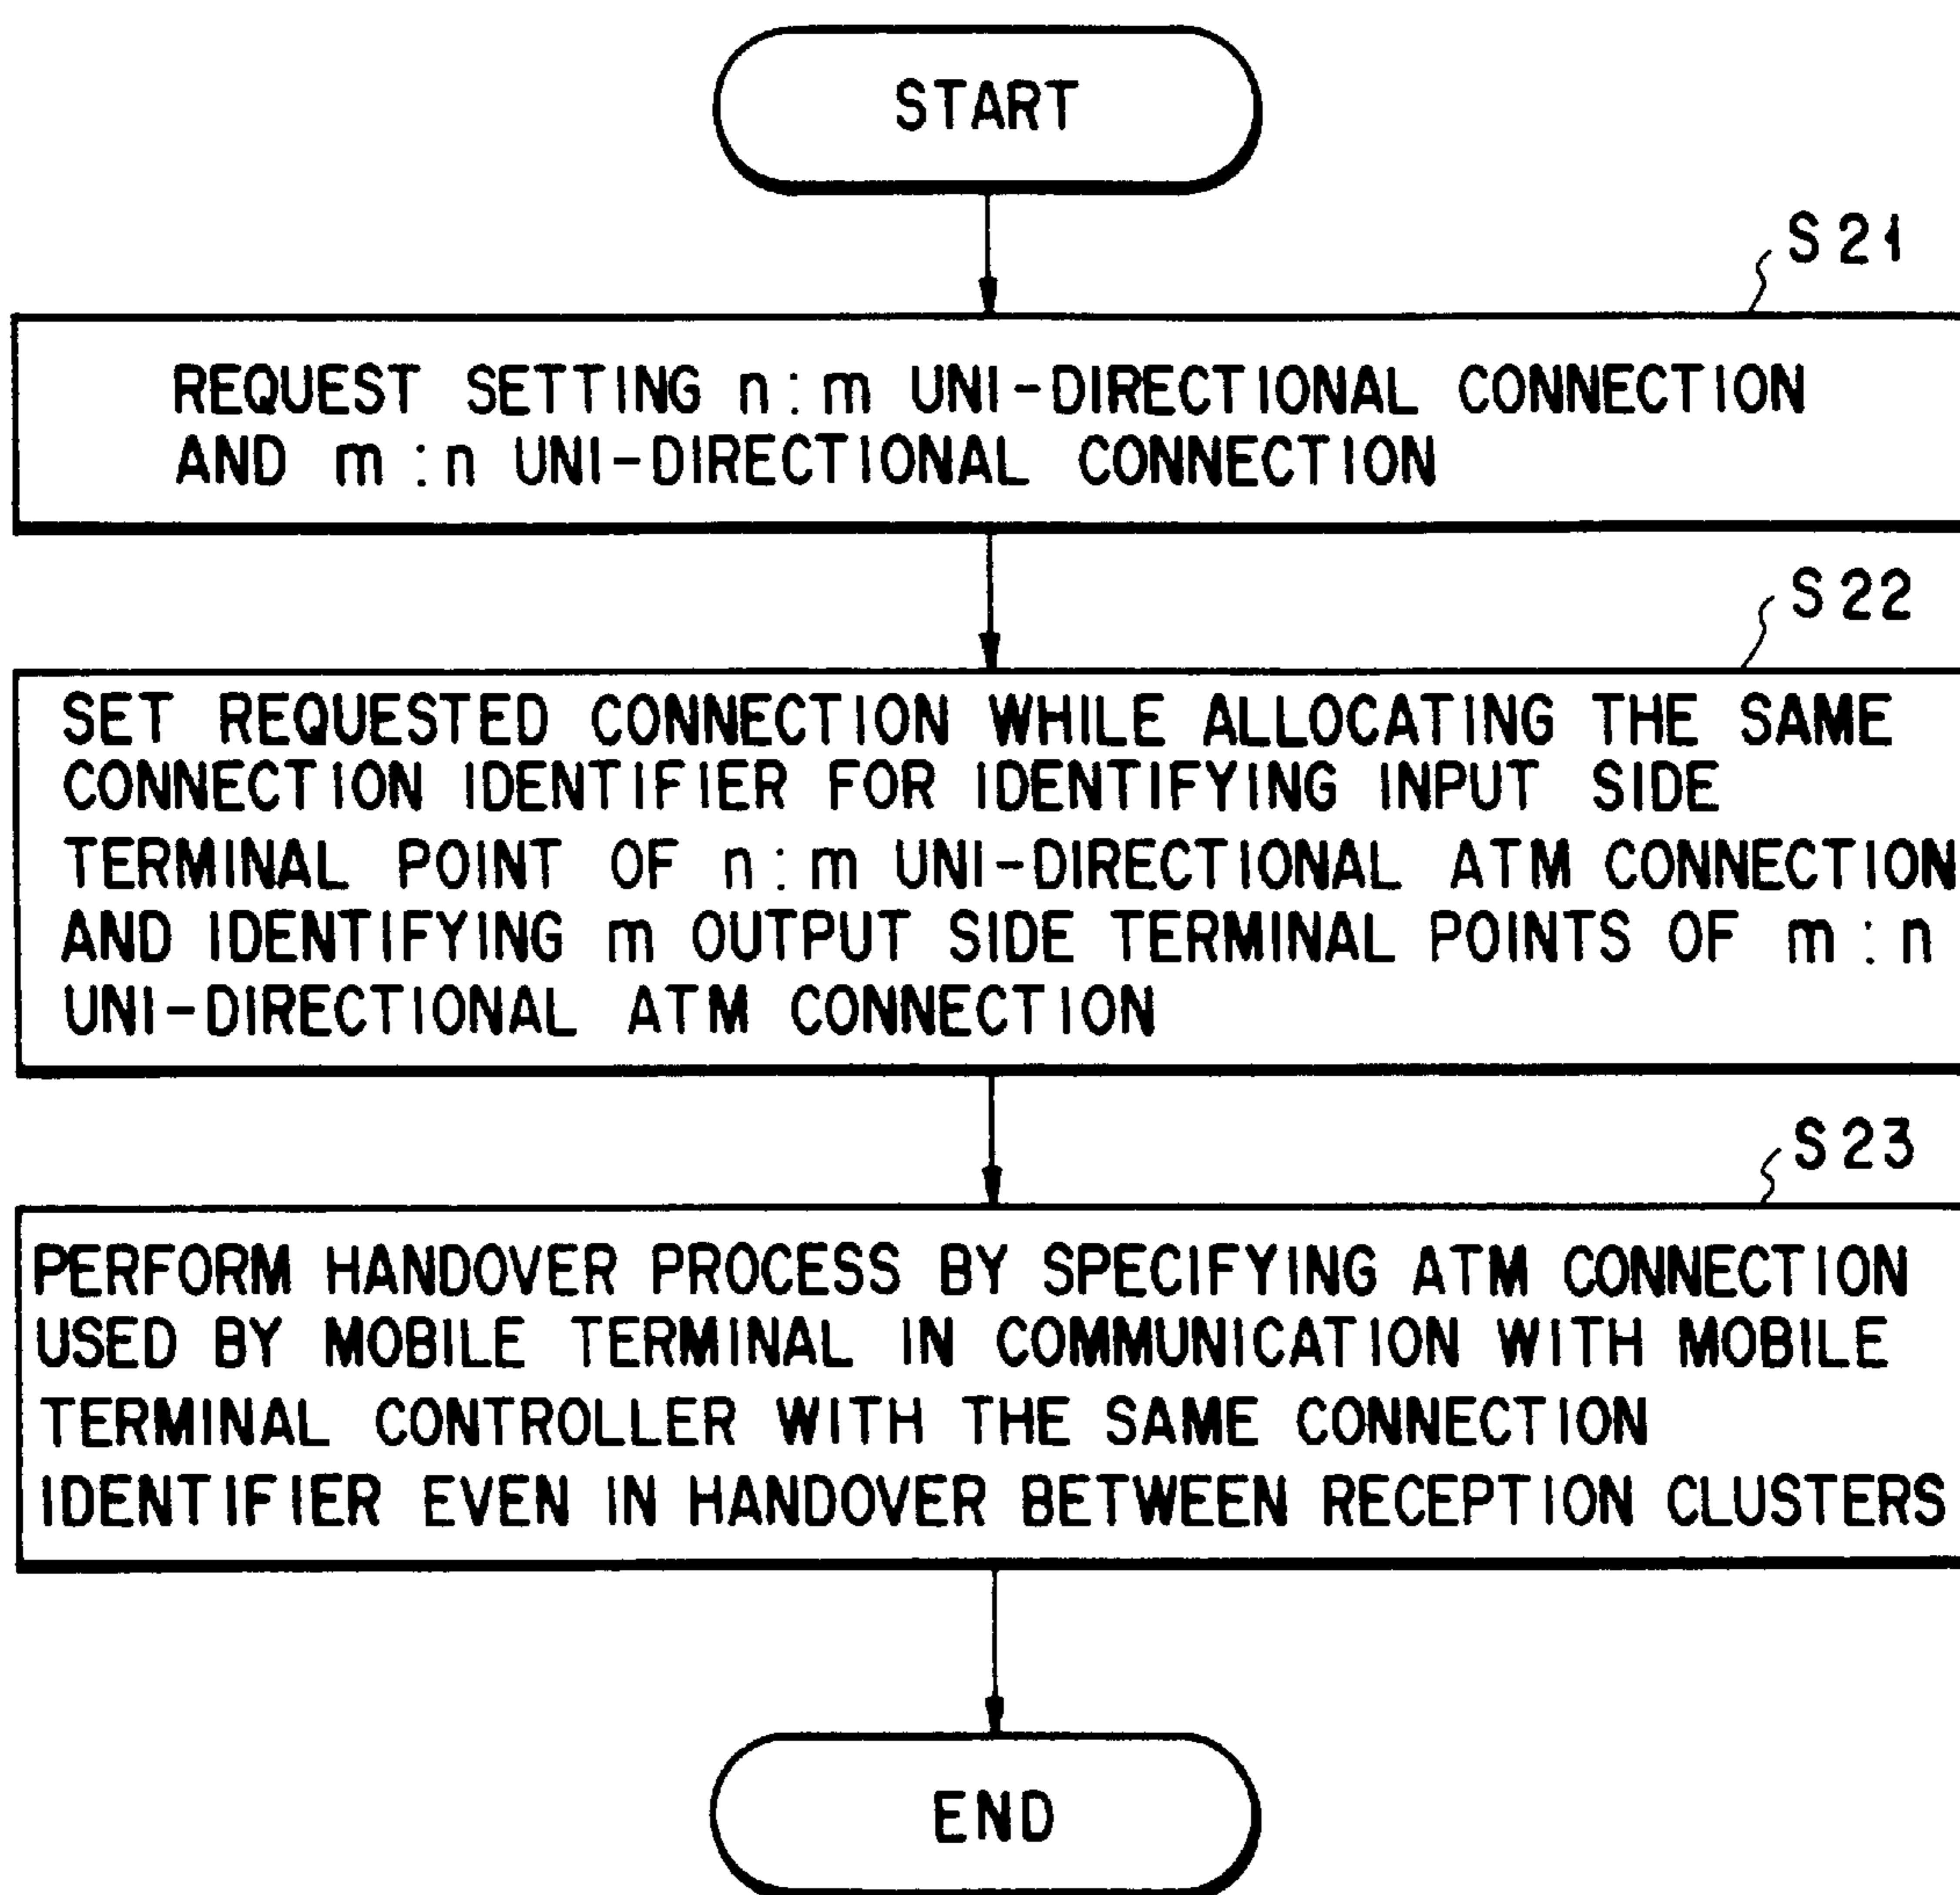 START
S21
REQUEST SETTING n:m UNI-DIRECTIONAL CONNECTION
AND m:n UNI-DIRECTIONAL CONNECTION
S22
SET REQUESTED CONNECTION WHILE ALLOCATING THE SAME
CONNECTION IDENTIFIER FOR IDENTIFYING INPUT SIDE
TERMINAL POINT OF n:m UNI-DIRECTIONAL ATM CONNECTION
AND IDENTIFYING m OUTPUT SIDE TERMINAL POINTS OF m:n
UNI-DIRECTIONAL ATM CONNECTION
S23
PERFORM HANDOVER PROCESS BY SPECIFYING ATM CONNECTION
USED BY MOBILE TERMINAL IN COMMUNICATION WITH MOBILE
TERMINAL CONTROLLER WITH THE SAME CONNECTION
IDENTIFIER EVEN IN HANDOVER BETWEEN RECEPTION CLUSTERS
END